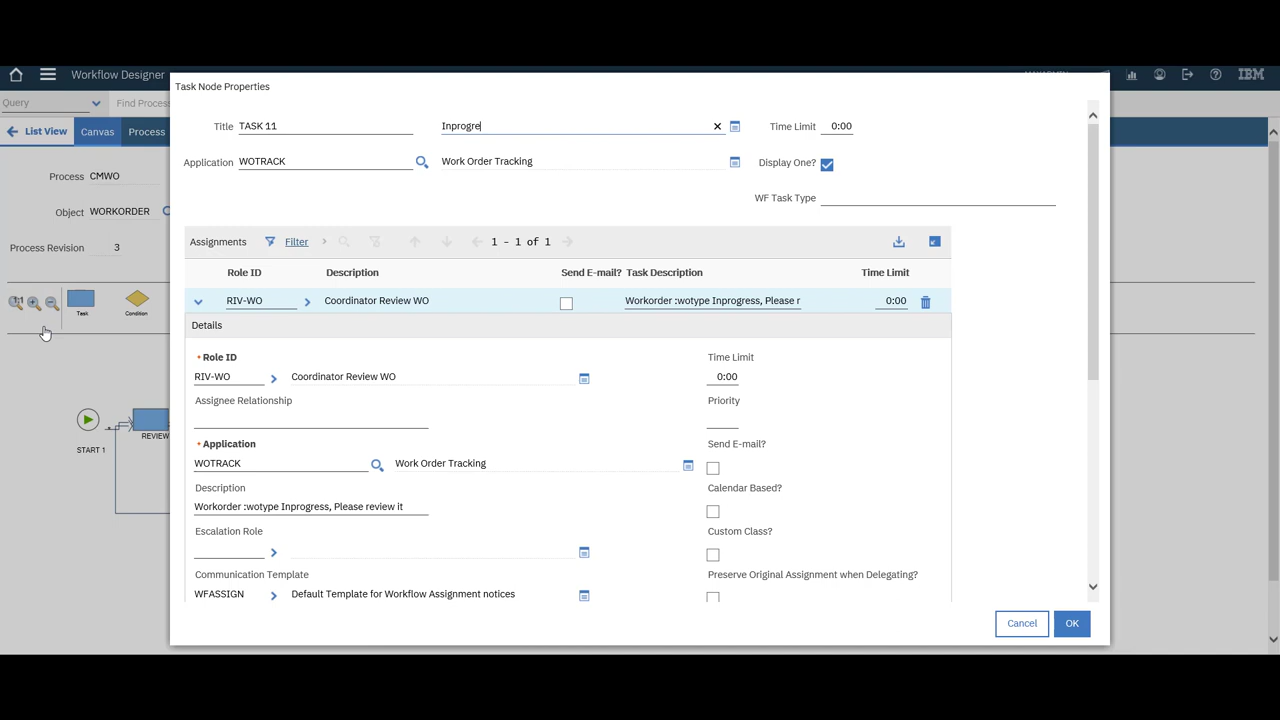 Workflow Designer
IBM
Query
Find Process
List View
Canvas
Process
Process CMWO
Object WORKORDER
Process Revision 3
1:1
Task
Condition
START 1
REVIEW
Task Node Properties
Title TASK 11 Inprogre Time Limit 0:00
Application WOTRACK Work Order Tracking Display One?
WF Task Type
Assignments Filter 1 - 1 of 1
Role ID Description Send E-mail? Task Description Time Limit
RIV-WO Coordinator Review WO Workorder :wotype Inprogress, Please r 0:00
Details
* Role ID Time Limit
RIV-WO Coordinator Review WO 0:00
Assignee Relationship Priority
* Application Send E-mail?
WOTRACK Work Order Tracking
Description Calendar Based?
Workorder :wotype Inprogress, Please review it
Escalation Role Custom Class?
Communication Template Preserve Original Assignment when Delegating?
WFASSIGN Default Template for Workflow Assignment notices
Cancel OK